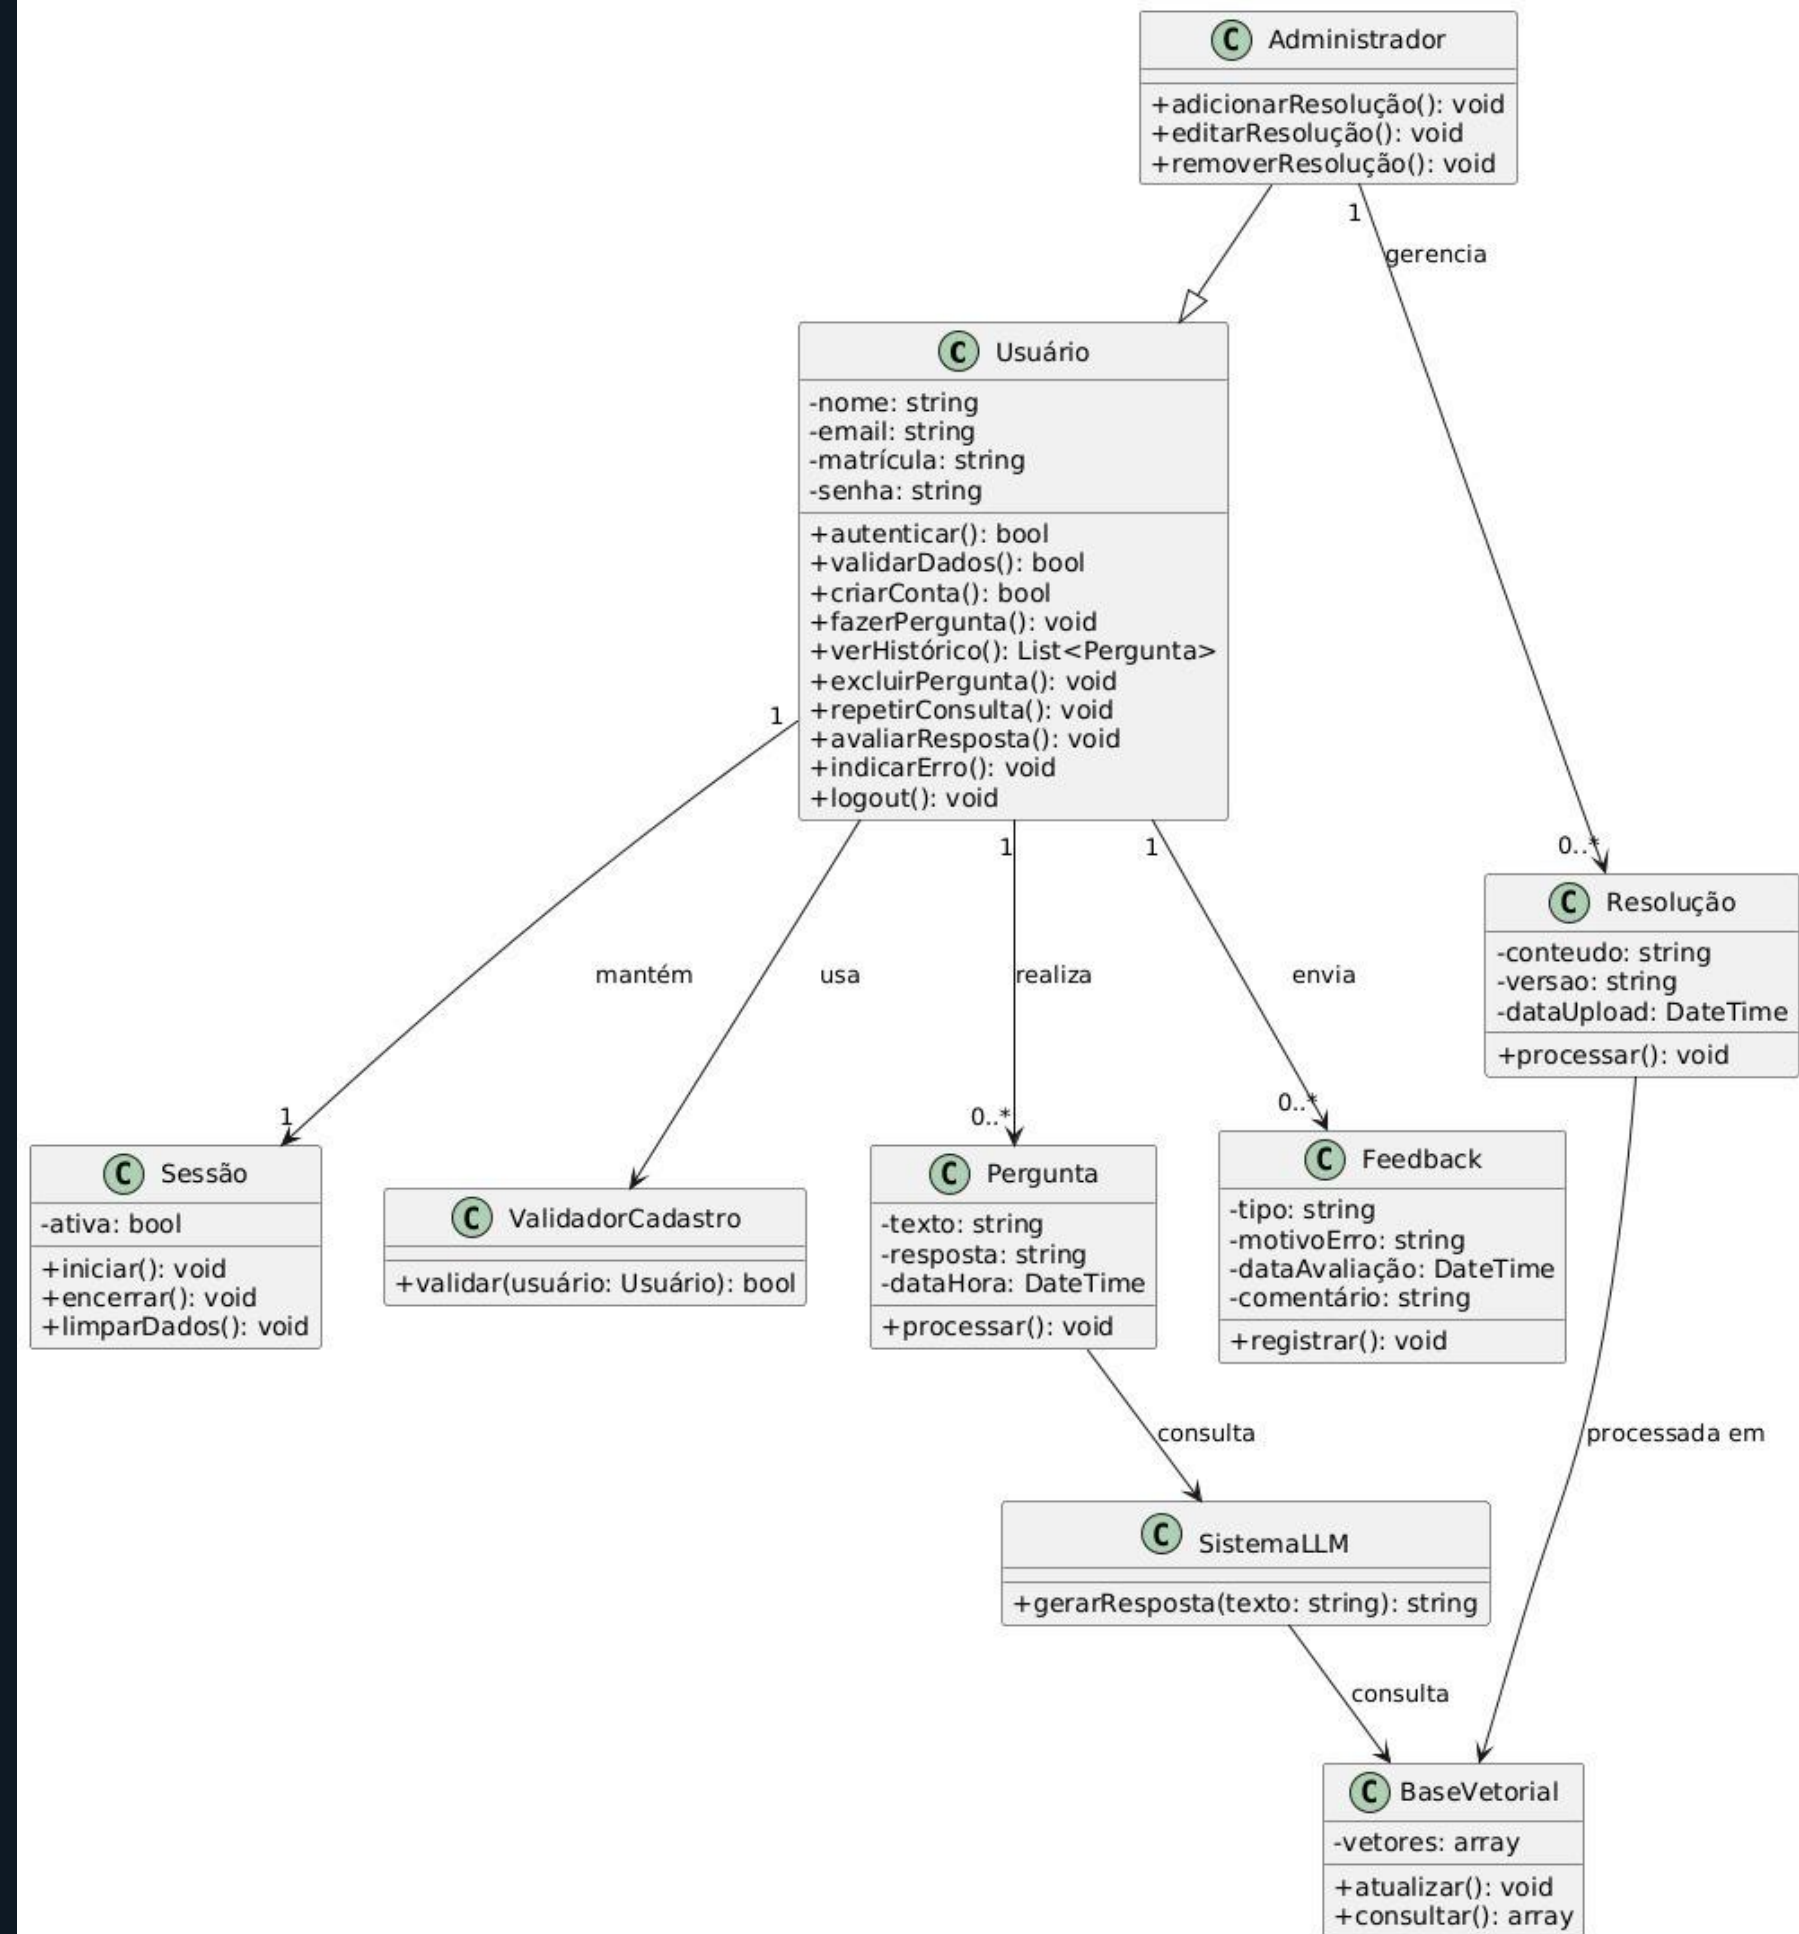 C Administrador
+adicionarResolução(): void
+editarResolução(): void
+removerResolução(): void
1
gerencia
C Usuário
-nome: string
-email: string
-matrícula: string
-senha: string
+autenticar(): bool
+validarDados(): bool
+criarConta(): bool
+fazerPergunta(): void
+verHistórico(): List<Pergunta>
+excluirPergunta(): void
+repetirConsulta(): void
+avaliarResposta(): void
+indicarErro(): void
+logout(): void
1
1
1
0..*
C Resolução
-conteudo: string
-versao: string
-dataUpload: DateTime
+processar(): void
mantém
usa
realiza
envia
1
0..*
0..*
C Sessão
-ativa: bool
+iniciar(): void
+encerrar(): void
+limparDados(): void
C ValidadorCadastro
+validar(usuário: Usuário): bool
C Pergunta
-texto: string
-resposta: string
-dataHora: DateTime
+processar(): void
C Feedback
-tipo: string
-motivoErro: string
-dataAvaliação: DateTime
-comentário: string
+registrar(): void
consulta
processada em
C SistemaLLM
+gerarResposta(texto: string): string
consulta
C BaseVetorial
-vetores: array
+atualizar(): void
+consultar(): array